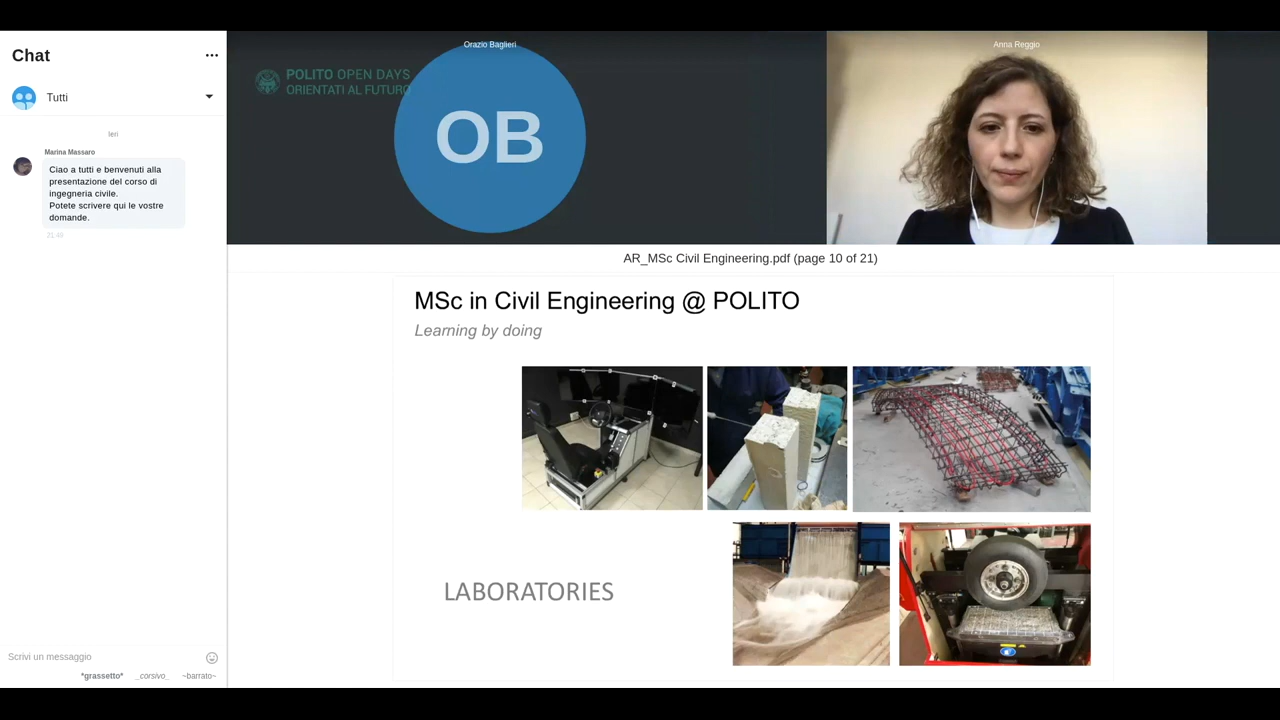 Chat
Tutti
Ieri
Marina Massaro
Ciao a tutti e benvenuti alla
presentazione del corso di
ingegneria civile.
Potete scrivere qui le vostre
domande.
21:48
Scrivi un messaggio
*grassetto* _corsivo_ ~barrato~
Orazio Baglieri
Anna Reggio
POLITO OPEN DAYS
ORIENTATI AL FUTURO
OB
AR_MSc Civil Engineering.pdf (page 10 of 21)
MSc in Civil Engineering @ POLITO
Learning by doing
LABORATORIES